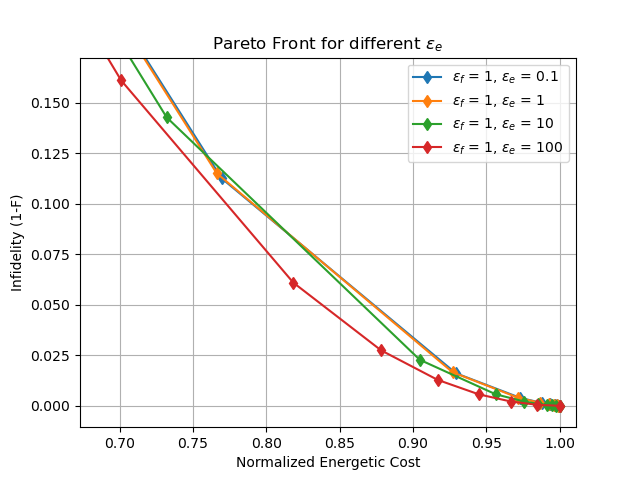 Pareto Front for different εe
εf = 1, εe = 0.1
εf = 1, εe = 1
εf = 1, εe = 10
εf = 1, εe = 100
Infidelity (1-F)
0.150
0.125
0.100
0.075
0.050
0.025
0.000
0.70 0.75 0.80 0.85 0.90 0.95 1.00
Normalized Energetic Cost